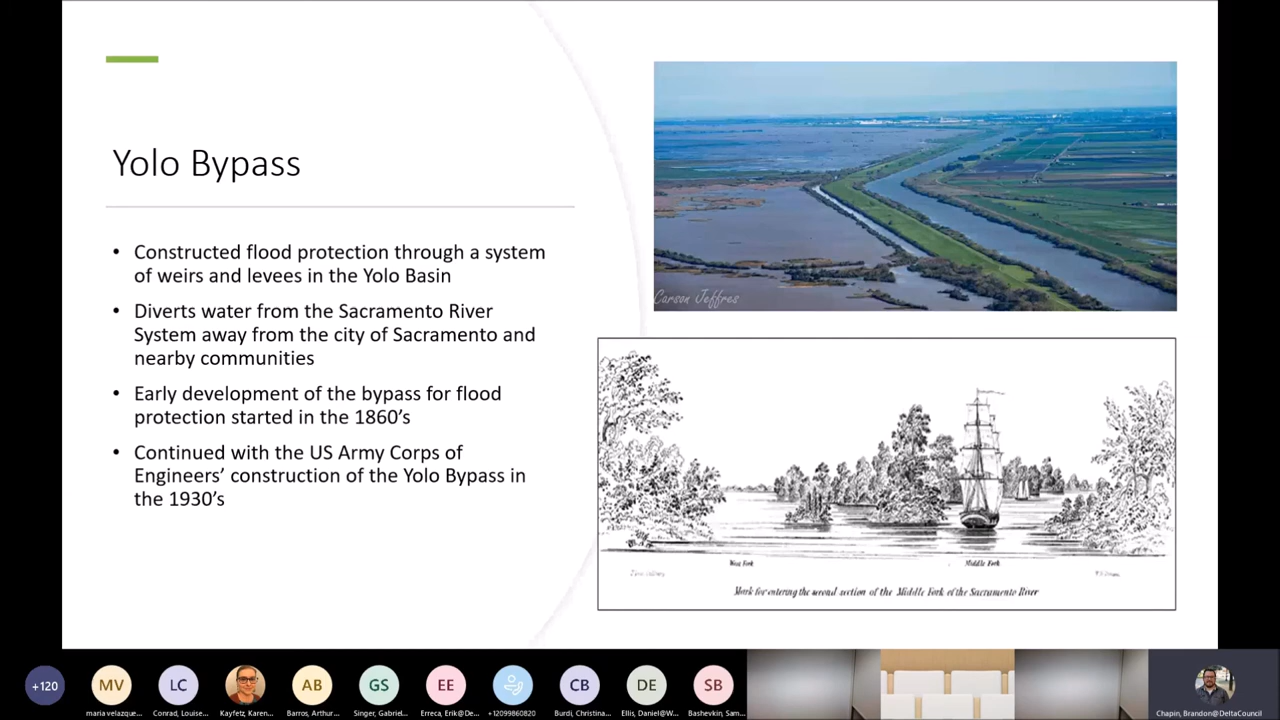 Yolo Bypass
• Constructed flood protection through a system
of weirs and levees in the Yolo Basin
• Diverts water from the Sacramento River
System away from the city of Sacramento and
nearby communities
• Early development of the bypass for flood
protection started in the 1860's
• Continued with the US Army Corps of
Engineers' construction of the Yolo Bypass in
the 1930's
Carson Jeffres
West Fork
Middle Fork
Mark for entering the second section of the Middle Fork of the Sacramento River
+120
MV
LC
AB
GS
EE
CB
DE
SB
maria velazque...
Conrad, Louise...
Kayfetz, Karen...
Barros, Arthur...
Singer, Gabriel...
Erreca, Erik@De...
+12099860820
Burdi, Christina...
Ellis, Daniel@W...
Bashevkin, Sam...
Chapin, Brandon@DeltaCouncil